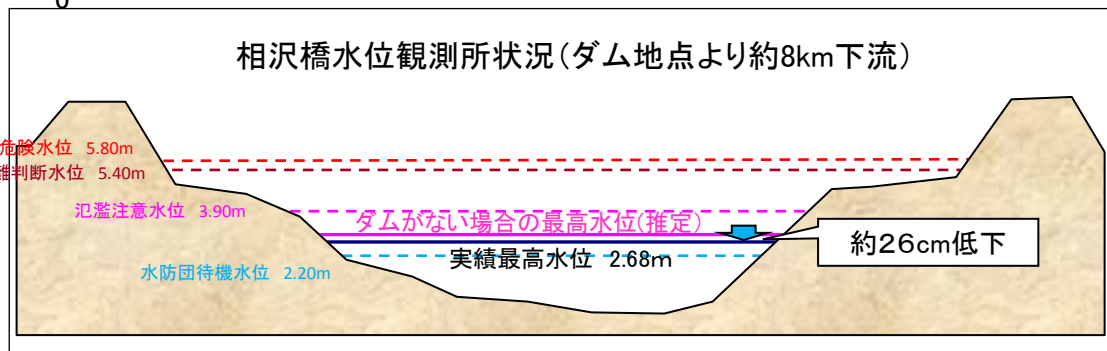 0
相沢橋水位観測所状況(ダム地点より約8km下流)
危険水位 5.80m
難判断水位 5.40m
氾濫注意水位 3.90m
ダムがない場合の最高水位(推定)
約26cm低下
実績最高水位 2.68m
水防団待機水位 2.20m